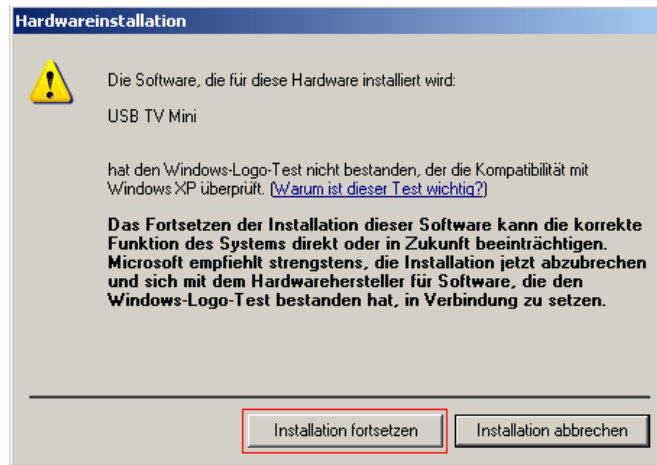 Hardwareinstallation
Die Software, die für diese Hardware installiert wird:
USB TV Mini
hat den Windows-Logo-Test nicht bestanden, der die Kompatibilität mit
Windows XP überprüft. (Warum ist dieser Test wichtig?)
Das Fortsetzen der Installation dieser Software kann die korrekte
Funktion des Systems direkt oder in Zukunft beeinträchtigen.
Microsoft empfiehlt strengstens, die Installation jetzt abzubrechen
und sich mit dem Hardwarehersteller für Software, die den
Windows-Logo-Test bestanden hat, in Verbindung zu setzen.
Installation fortsetzen Installation abbrechen